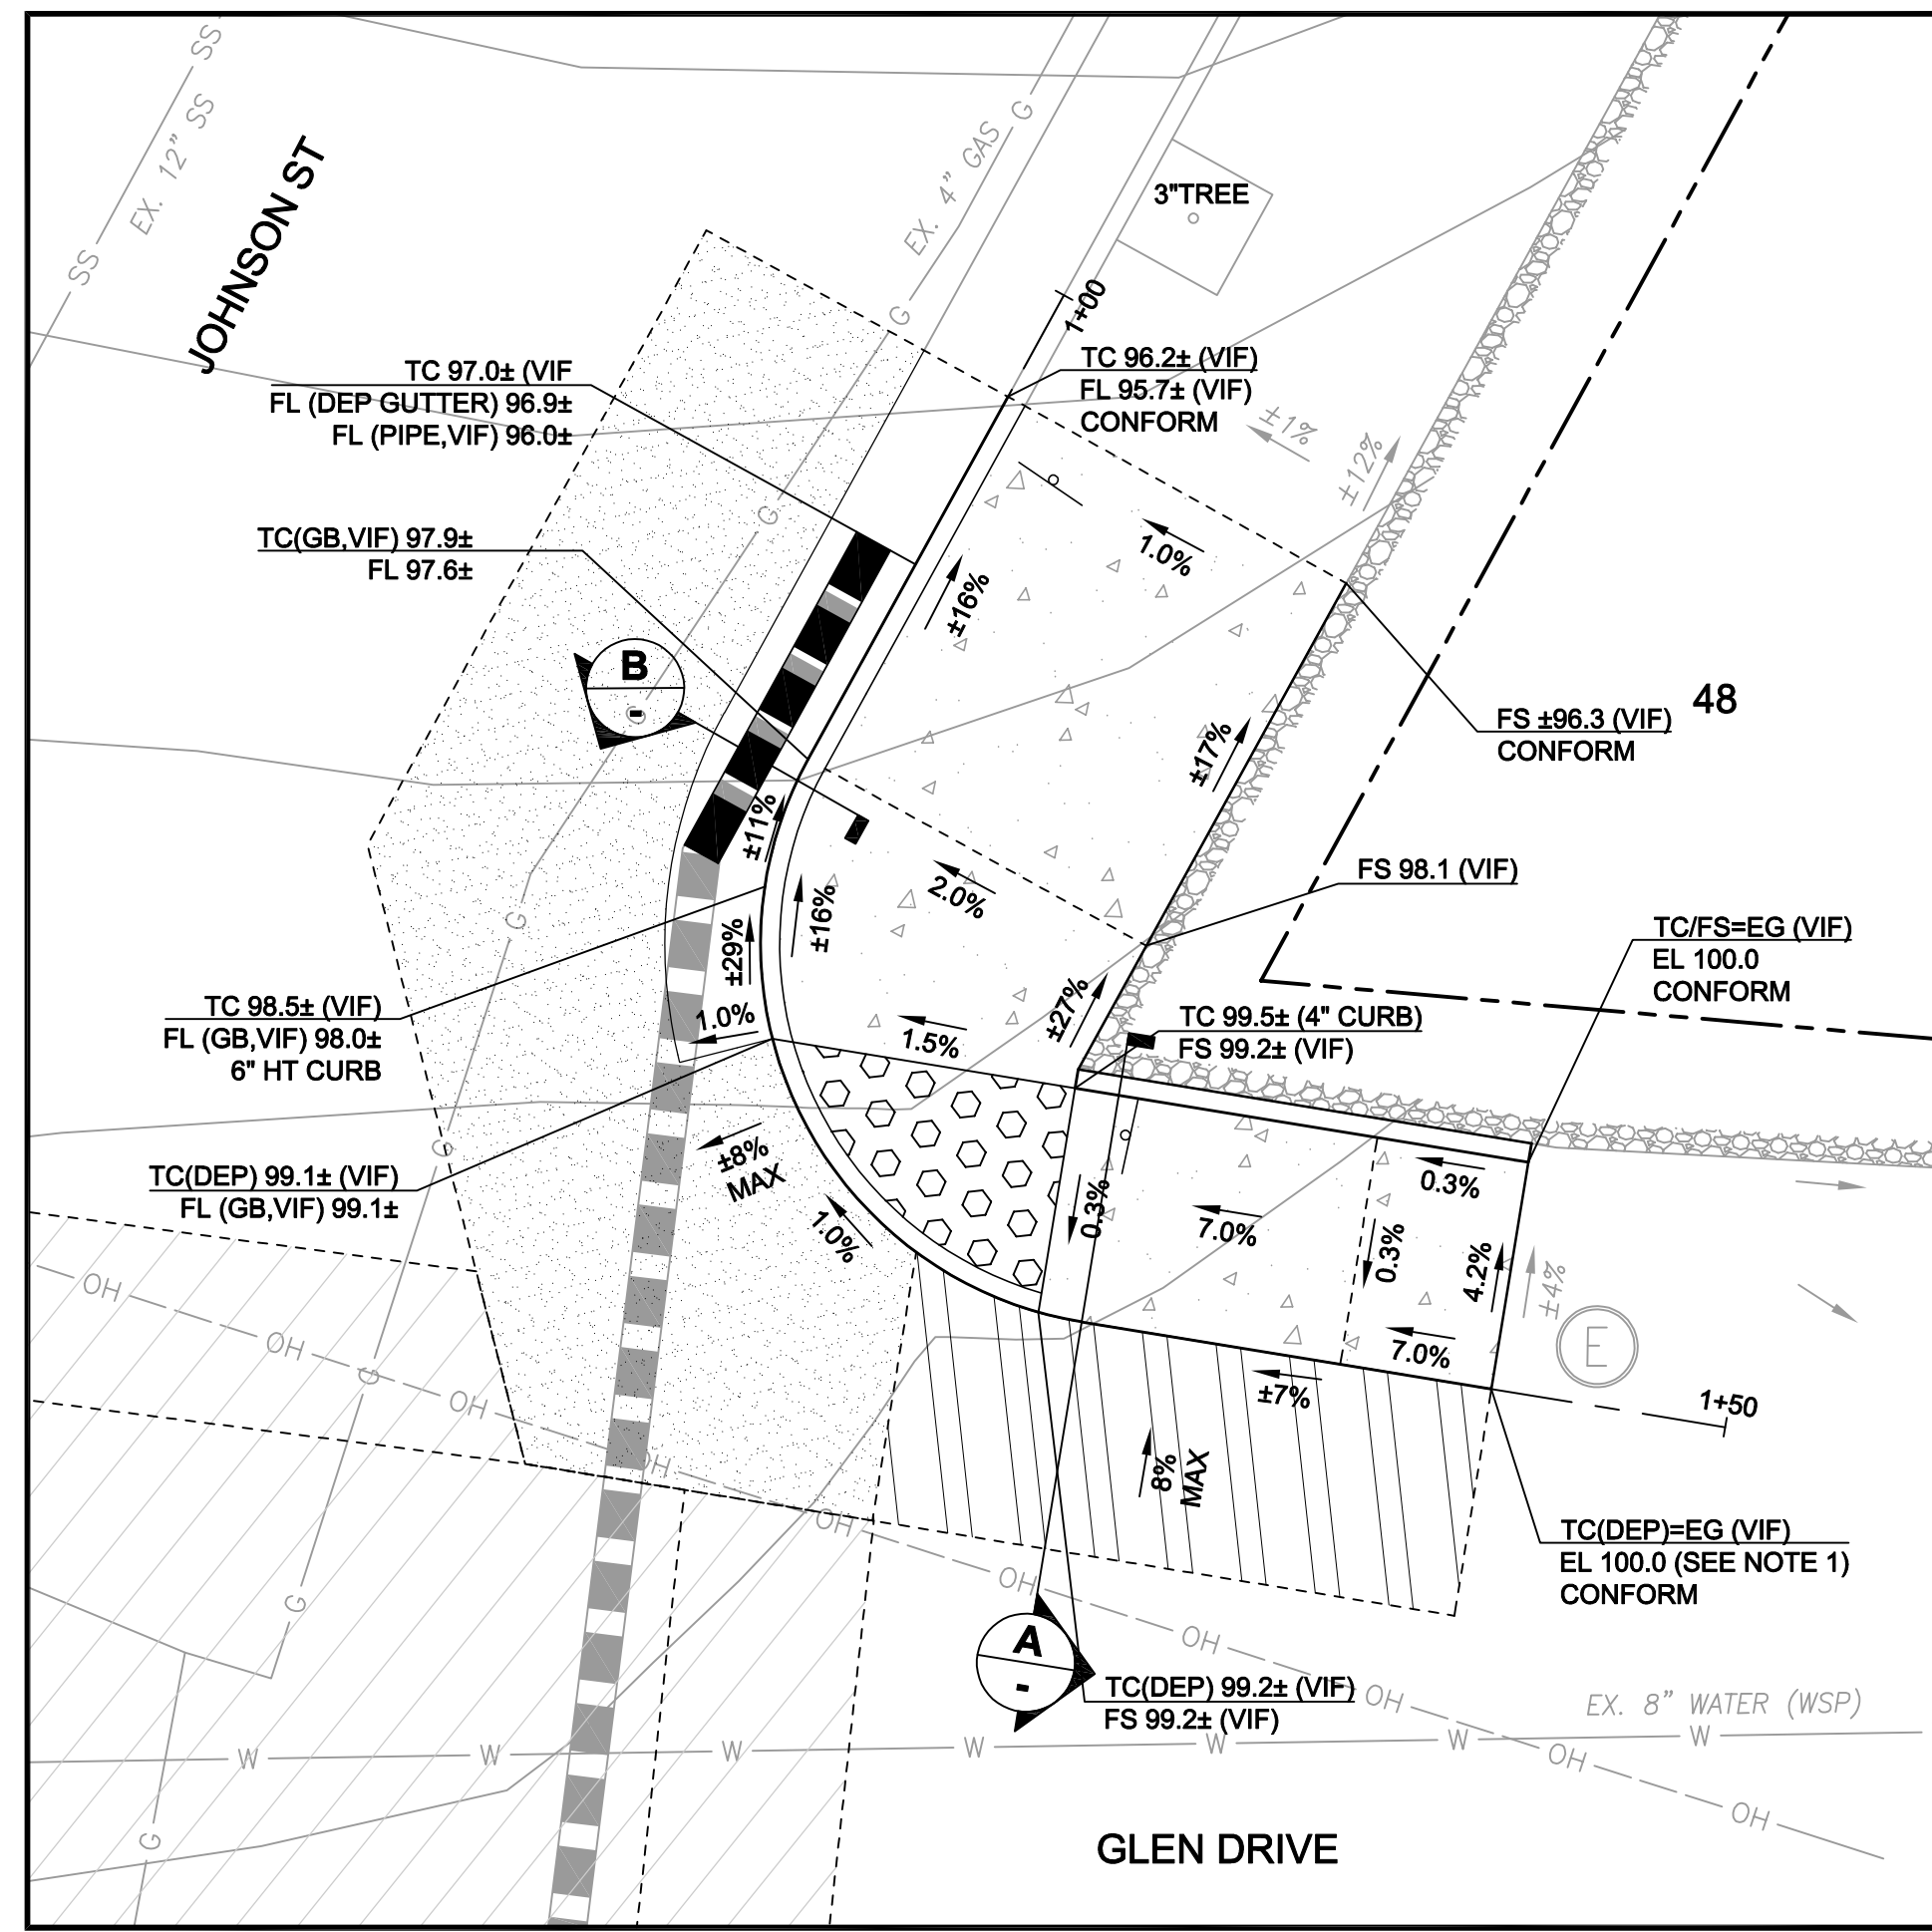 SS
SS
EX. 12" SS
SS
JOHNSON ST
EX. 4" GAS
G
G
3"TREE
1+00
TC 97.0± (VIF
FL (DEP GUTTER) 96.9±
FL (PIPE,VIF) 96.0±
TC 96.2± (VIF)
FL 95.7± (VIF)
CONFORM
±1%
±12%
G
TC(GB,VIF) 97.9±
FL 97.6±
1.0%
±16%
B
-
G
48
FS ±96.3 (VIF)
CONFORM
±17%
±11%
FS 98.1 (VIF)
2.0%
±16%
G
±29%
TC/FS=EG (VIF)
EL 100.0
CONFORM
TC 98.5± (VIF)
FL (GB,VIF) 98.0±
6" HT CURB
1.0%
1.5%
±27%
TC 99.5± (4" CURB)
FS 99.2± (VIF)
G
±8%
MAX
TC(DEP) 99.1± (VIF)
FL (GB,VIF) 99.1±
1.0%
0.3%
7.0%
0.3%
0.3%
4.2%
±4%
OH
OH
G
OH
OH
OH
7.0%
E
±7%
1+50
8%
MAX
TC(DEP)=EG (VIF)
EL 100.0 (SEE NOTE 1)
CONFORM
OH
G
A
-
OH
TC(DEP) 99.2± (VIF)
FS 99.2± (VIF)
OH
EX. 8" WATER (WSP)
W
W
W
W
W
W
W
OH
OH
G
GLEN DRIVE